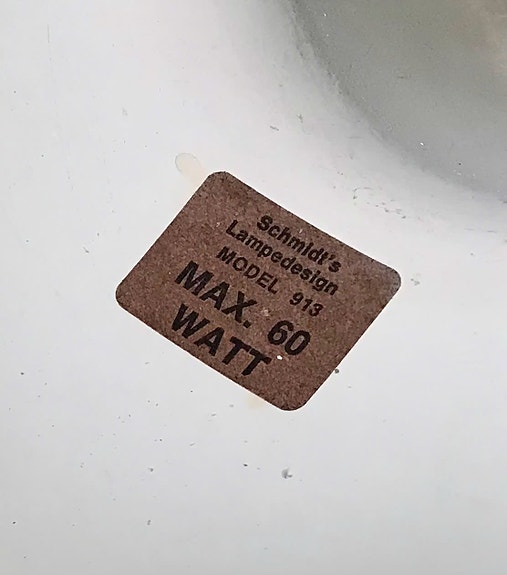 Schmidt's
Lampedesign
MODEL 913
MAX. 60
WATT